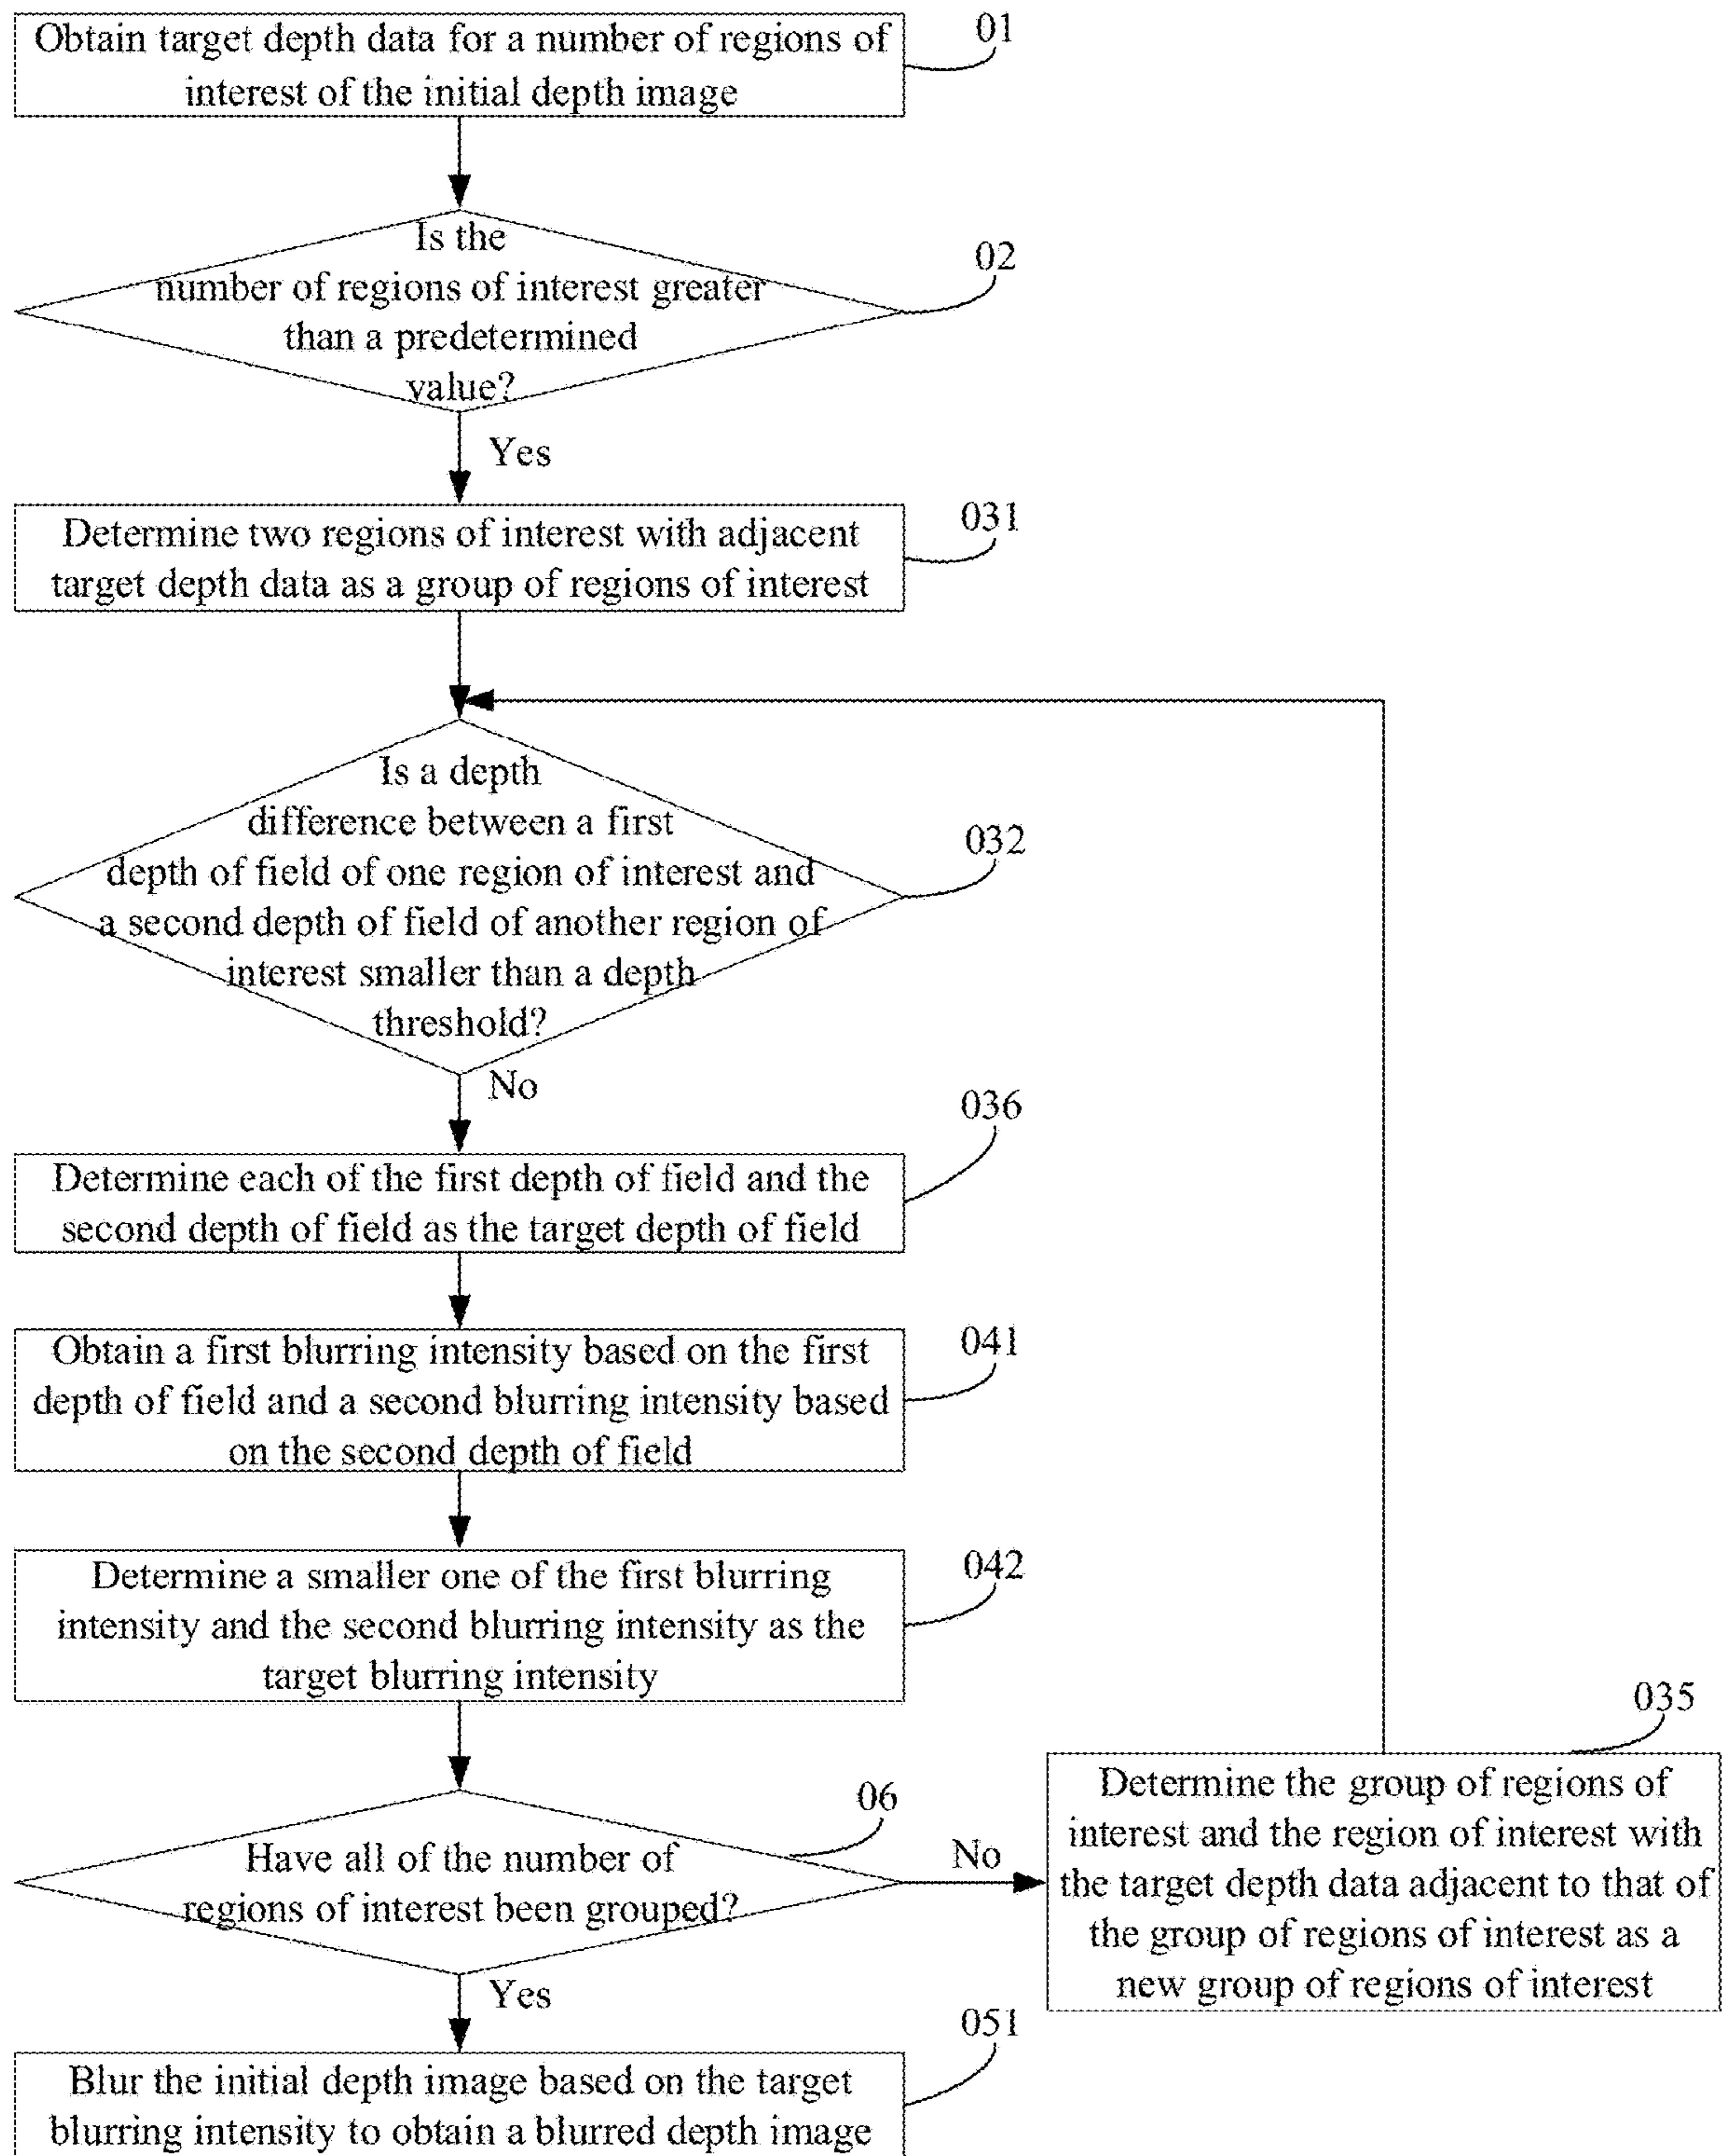 Obtain target depth data for a number of regions of
interest of the initial depth image
01
Is the
number of regions of interest greater
than a predetermined
value?
02
Yes
Determine two regions of interest with adjacent
target depth data as a group of regions of interest
031
Is a depth
difference between a first
depth of field of one region of interest and
a second depth of field of another region of
interest smaller than a depth
threshold?
032
No
Determine each of the first depth of field and the
second depth of field as the target depth of field
036
Obtain a first blurring intensity based on the first
depth of field and a second blurring intensity based
on the second depth of field
041
Determine a smaller one of the first blurring
intensity and the second blurring intensity as the
target blurring intensity
042
Have all of the number of
regions of interest been grouped?
06
No
Determine the group of regions of
interest and the region of interest with
the target depth data adjacent to that of
the group of regions of interest as a
new group of regions of interest
035
Yes
Blur the initial depth image based on the target
blurring intensity to obtain a blurred depth image
051